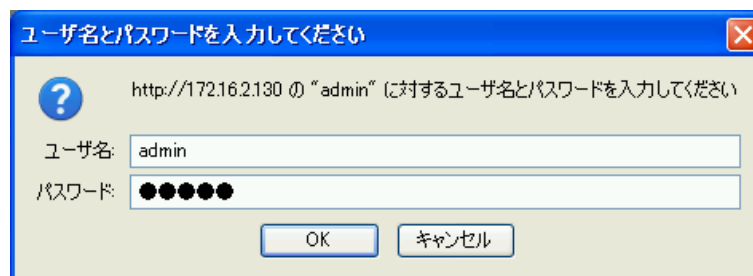 ユーザ名とパスワードを入力してください
http://172.16.2.130 の "admin" に対するユーザ名とパスワードを入力してください
ユーザ名: admin
パスワード: ●●●●●
OK キャンセル